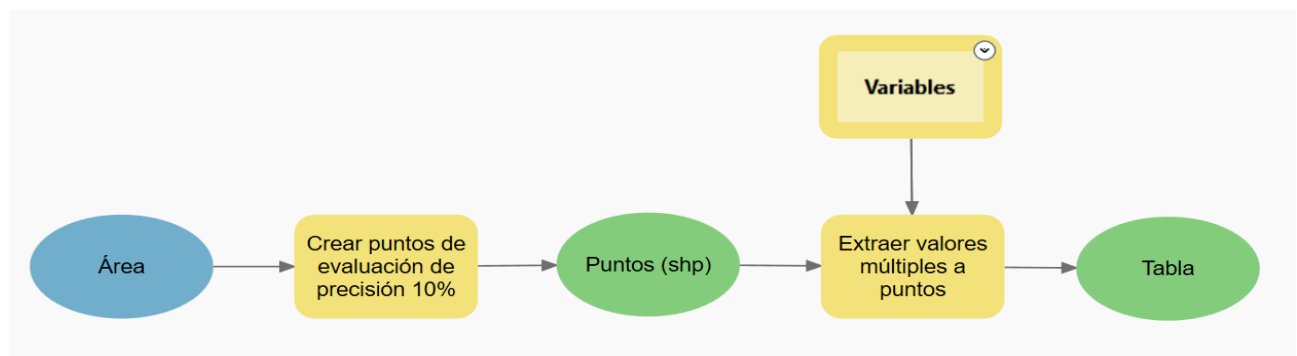 Variables
Área
Crear puntos de
evaluación de
precisión 10%
Puntos (shp)
Extraer valores
múltiples a
puntos
Tabla